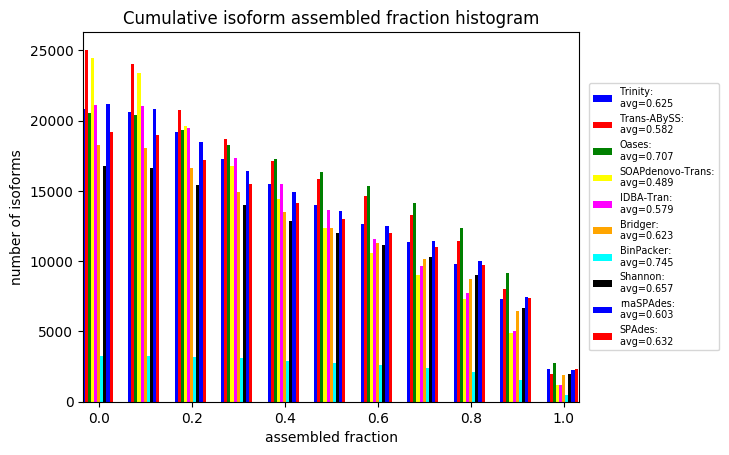 Cumulative isoform assembled fraction histogram
25000
20000
15000
10000
5000
0
number of isoforms
0.0 0.2 0.4 0.6 0.8 1.0
assembled fraction
Trinity:
avg=0.625
Trans-ABySS:
avg=0.582
Oases:
avg=0.707
SOAPdenovo-Trans:
avg=0.489
IDBA-Tran:
avg=0.579
Bridger:
avg=0.623
BinPacker:
avg=0.745
Shannon:
avg=0.657
rnaSPAdes:
avg=0.603
SPAdes:
avg=0.632